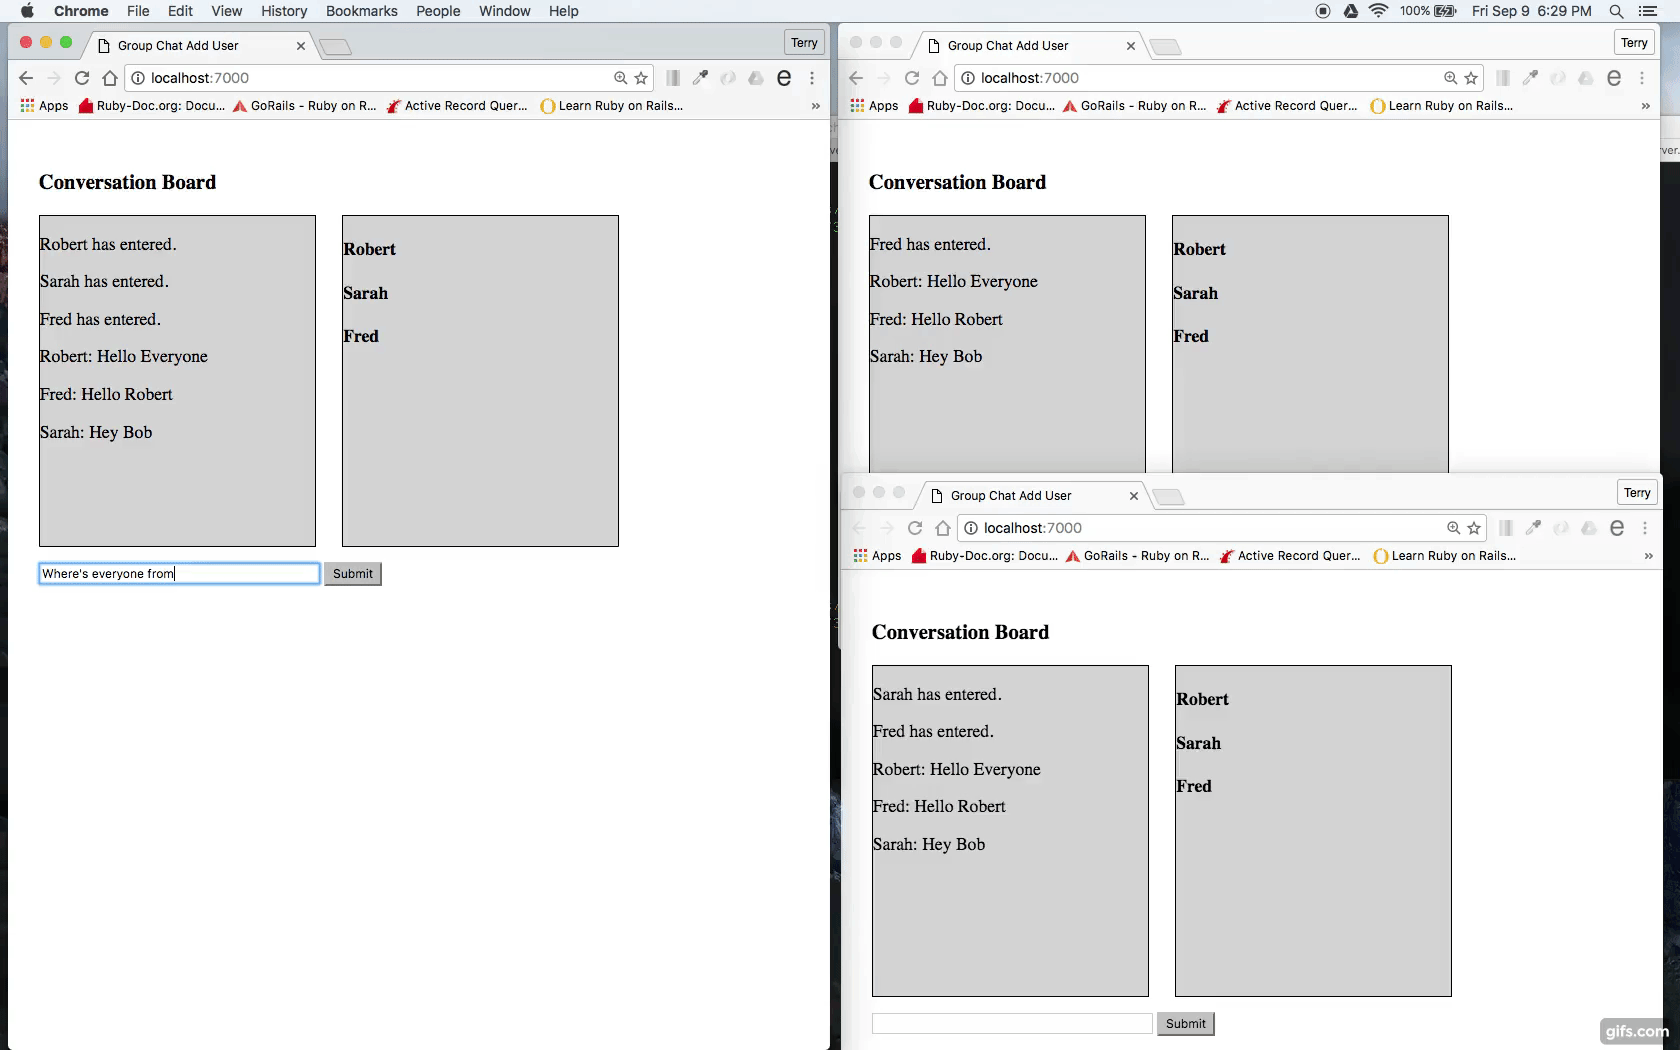 Chrome File Edit View History Bookmarks People Window Help 100% Fri Sep 9 6:29 PM
Group Chat Add User
Terry
localhost:7000
Apps Ruby-Doc.org: Docu... GoRails - Ruby on R... Active Record Quer... Learn Ruby on Rails... »
Conversation Board
Robert has entered.
Sarah has entered.
Fred has entered.
Robert: Hello Everyone
Fred: Hello Robert
Sarah: Hey Bob
Robert
Sarah
Fred
Where's everyone from
Submit
Group Chat Add User
Terry
localhost:7000
Apps Ruby-Doc.org: Docu... GoRails - Ruby on R... Active Record Quer... Learn Ruby on Rails... »
Conversation Board
Fred has entered.
Robert: Hello Everyone
Fred: Hello Robert
Sarah: Hey Bob
Robert
Sarah
Fred
Group Chat Add User
Terry
localhost:7000
Apps Ruby-Doc.org: Docu... GoRails - Ruby on R... Active Record Quer... Learn Ruby on Rails... »
Conversation Board
Sarah has entered.
Fred has entered.
Robert: Hello Everyone
Fred: Hello Robert
Sarah: Hey Bob
Robert
Sarah
Fred
Submit
gifs.com